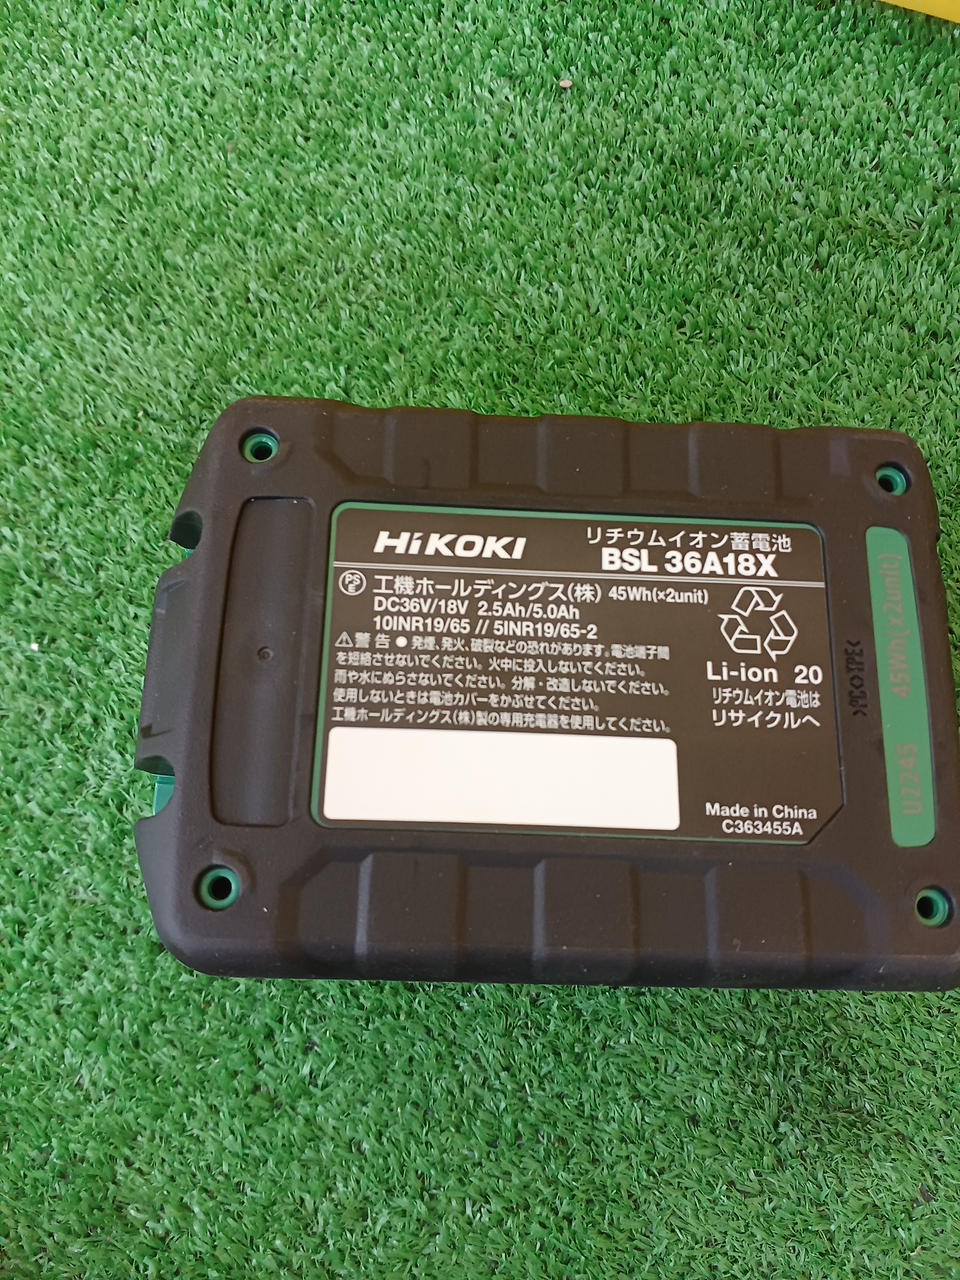 HiKOKI
リチウムイオン蓄電池
BSL 36A18X
PS
E
工機ホールディングス(株) 45Wh(×2unit)
DC36V/18V 2.5Ah/5.0Ah
10INR19/65 // 5INR19/65-2
⚠警告 ● 発煙、発火、破裂などの恐れがあります。電池端子間
を短絡させないでください。火中に投入しないでください。
雨や水にぬらさないでください。分解・改造しないでください。
使用しないときは電池カバーをかぶせてください。
工機ホールディングス(株)製の専用充電器を使用してください。
Li-ion 20
リチウムイオン電池は
リサイクルへ
Made in China
C363455A
U2245 45Wh(×2unit)